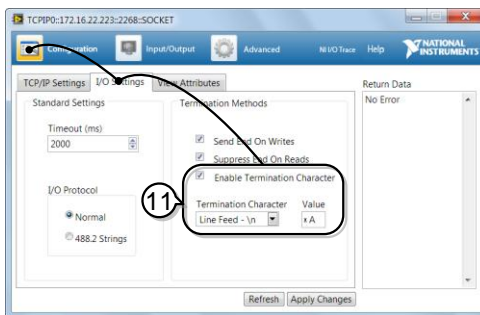 TCPIP0::172.16.22.223::2268::SOCKET
Configuration Input/Output Advanced NI I/O Trace Help NATIONAL INSTRUMENTS
TCP/IP Settings I/O Settings View Attributes
Return Data
No Error
Standard Settings
Timeout (ms)
2000
I/O Protocol
Normal
488.2 Strings
Termination Methods
Send End On Writes
Suppress End On Reads
Enable Termination Character
11
Termination Character Value
Line Feed - \n x A
Refresh Apply Changes